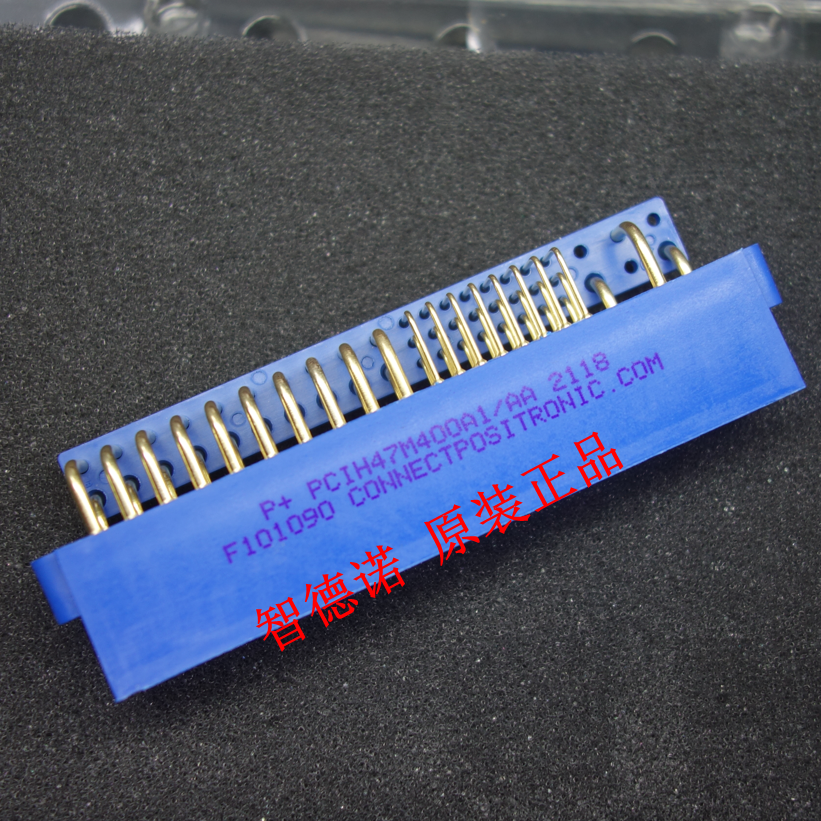 P+ PCIH47M400A1/AA 2118
F101090 CONNECTPOSITRONIC.COM
智德诺 原装正品